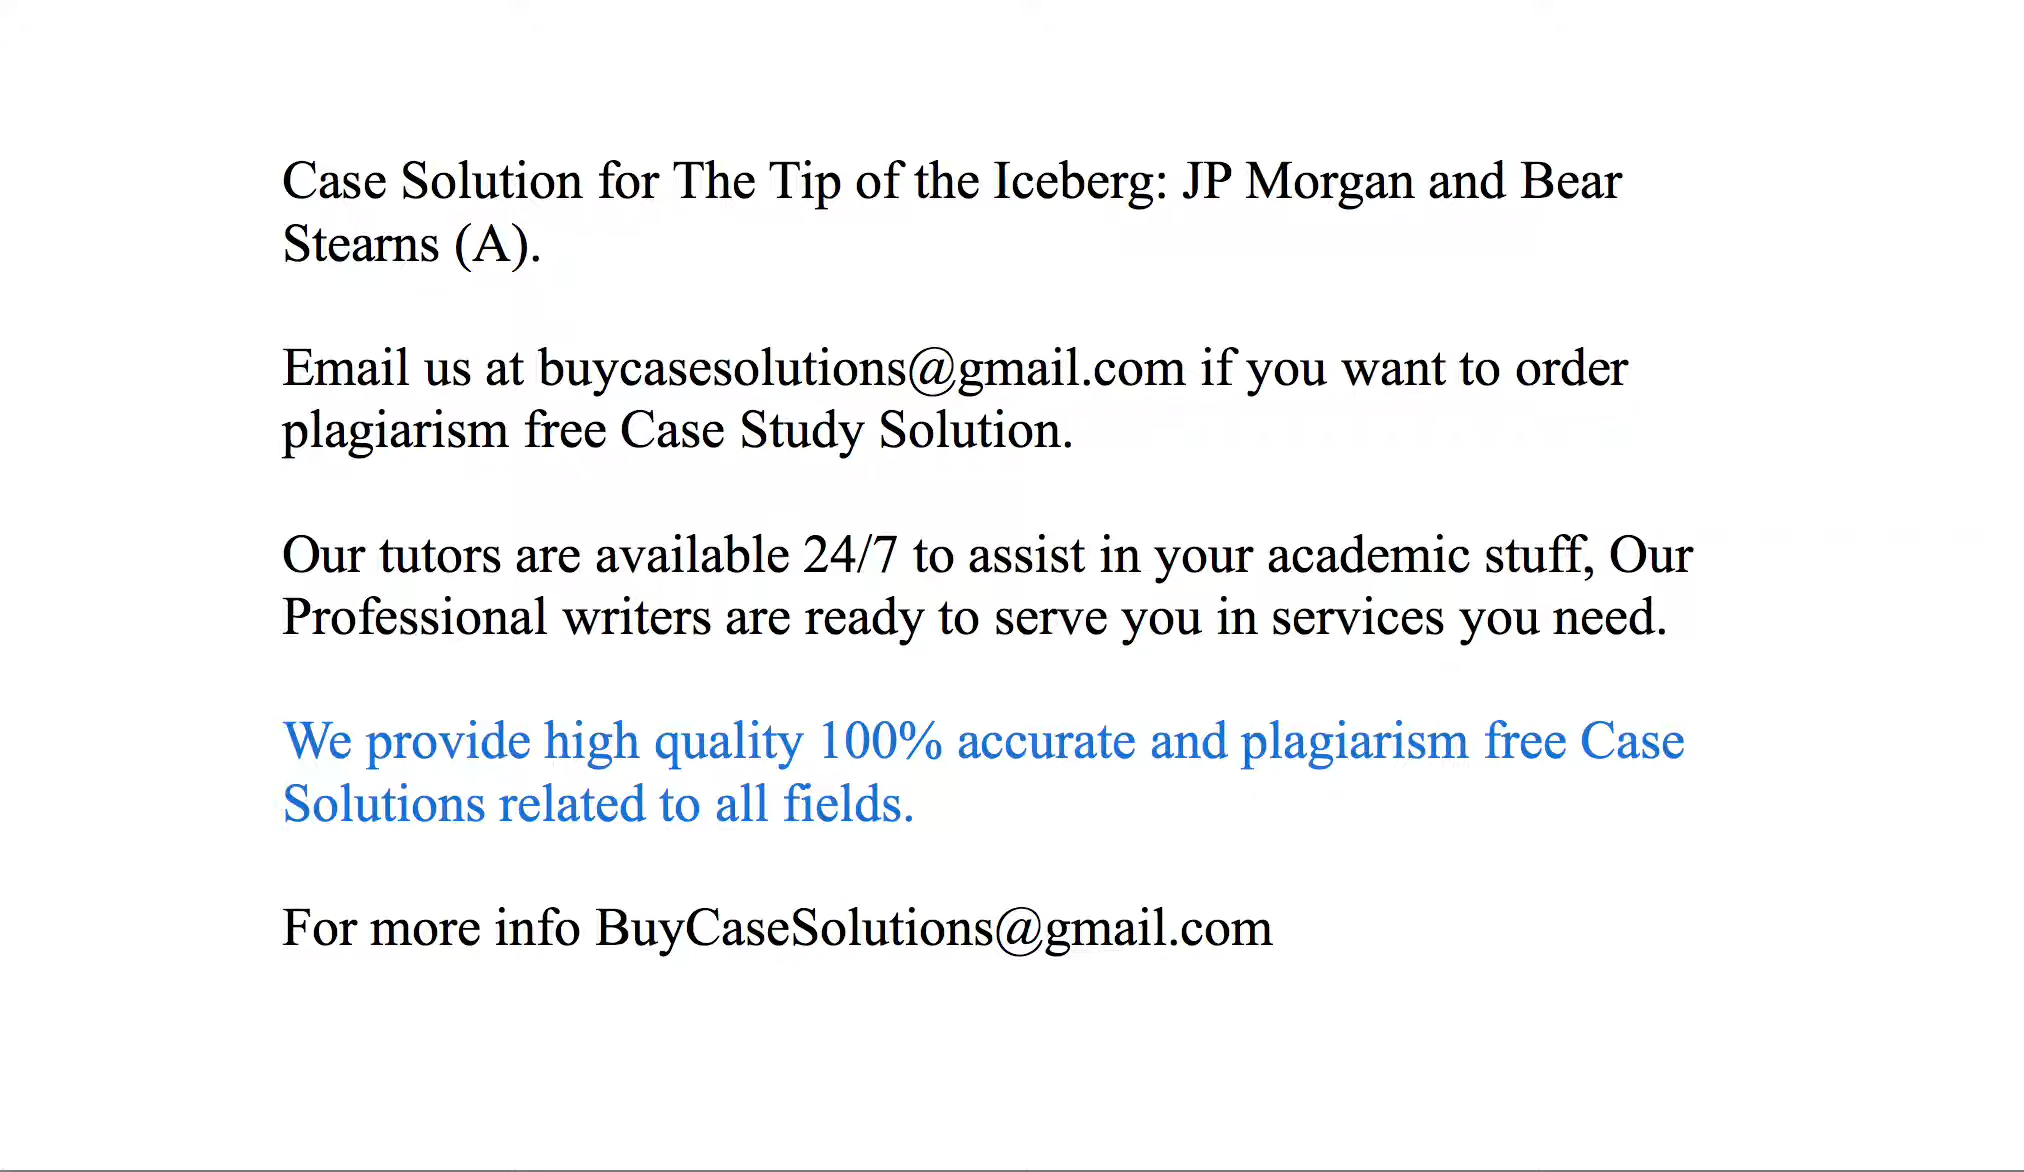 Case Solution for The Tip of the Iceberg: JP Morgan and Bear
Stearns (A).
Email us at buycasesolutions@gmail.com if you want to order
plagiarism free Case Study Solution.
Our tutors are available 24/7 to assist in your academic stuff, Our
Professional writers are ready to serve you in services you need.
We provide high quality 100% accurate and plagiarism free Case
Solutions related to all fields.
For more info BuyCaseSolutions@gmail.com